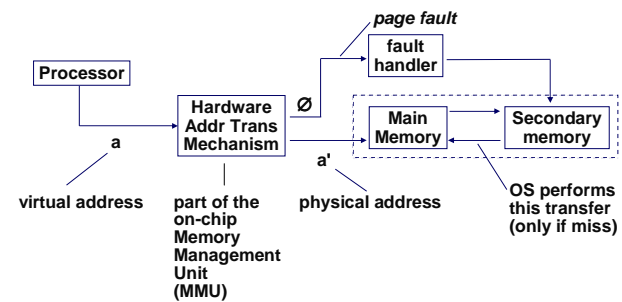 page fault
fault
handler
Processor
Hardware
Addr Trans
Mechanism
Ø
Main
Memory
Secondary
memory
a
a'
virtual address
part of the
on-chip
Memory
Management
Unit
(MMU)
physical address
OS performs
this transfer
(only if miss)